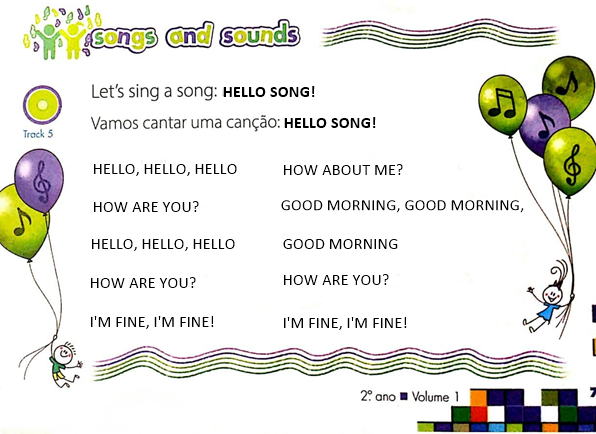 songs and sounds
Let's sing a song: HELLO SONG!
Vamos cantar uma canção: HELLO SONG!
Track 5
HELLO, HELLO, HELLO
HOW ARE YOU?
HELLO, HELLO, HELLO
HOW ARE YOU?
I'M FINE, I'M FINE!
HOW ABOUT ME?
GOOD MORNING, GOOD MORNING,
GOOD MORNING
HOW ARE YOU?
I'M FINE, I'M FINE!
2º. ano ■ Volume 1
7